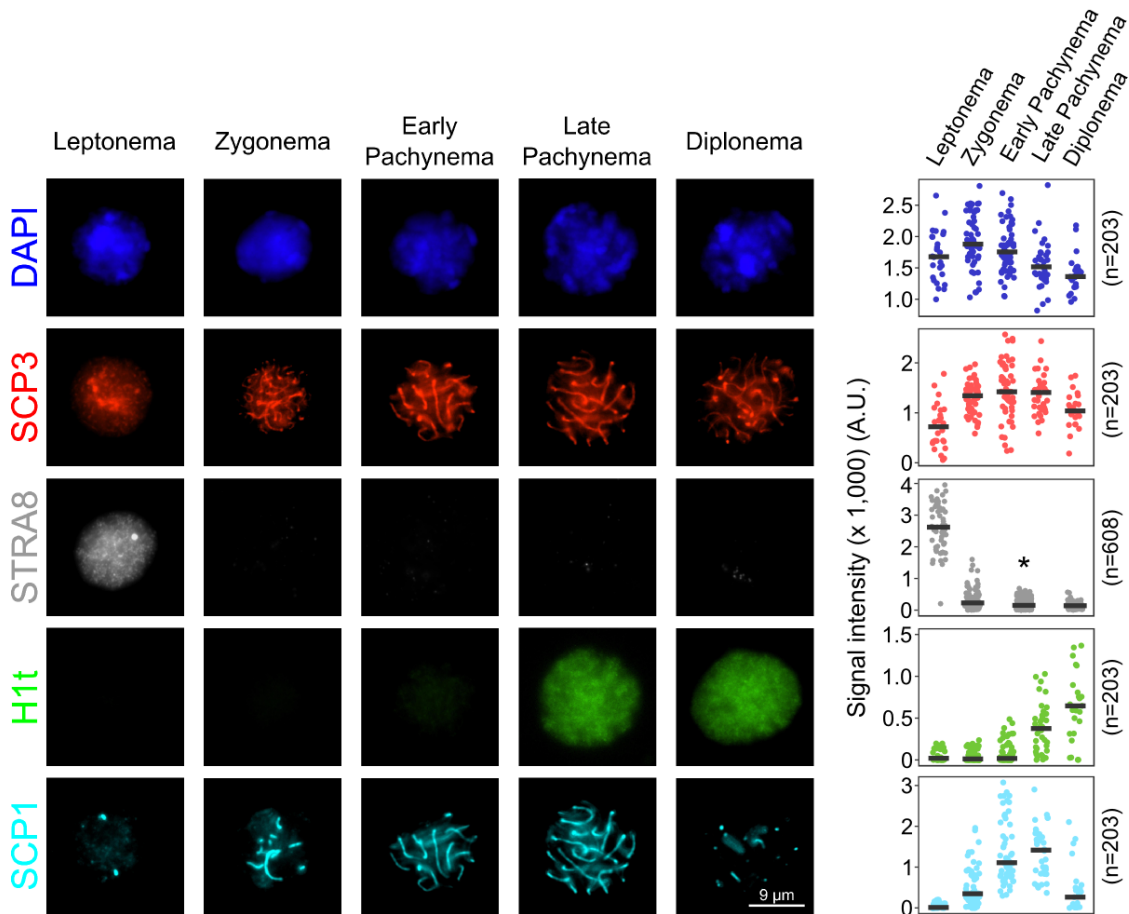 Leptonema
Zygonema
Early
Pachynema
Late
Pachynema
Diplonema
Leptonema
Zygonema
Early Pachynema
Late Pachynema
Diplonema
DAPI
SCP3
STRA8
H1t
SCP1
9 µm
Signal intensity (x 1,000) (A.U.)
2.5
2.0
1.5
1.0
(n=203)
2
1
0
(n=203)
4
3
2
1
0
*
(n=608)
1.5
1.0
0.5
0
(n=203)
3
2
1
0
(n=203)